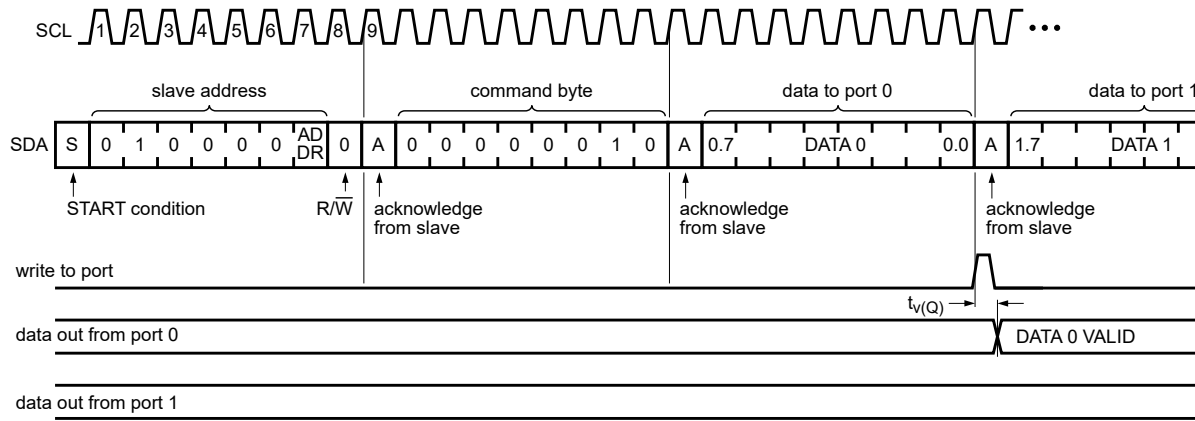 SCL 1 2 3 4 5 6 7 8 9 •••
slave address command byte data to port 0 data to port 1
SDA S 0 1 0 0 0 0 AD DR 0 A 0 0 0 0 0 0 1 0 A 0.7 DATA 0 0.0 A 1.7 DATA 1
START condition R/W̅ acknowledge from slave acknowledge from slave acknowledge from slave
write to port
tv(Q)
data out from port 0 DATA 0 VALID
data out from port 1